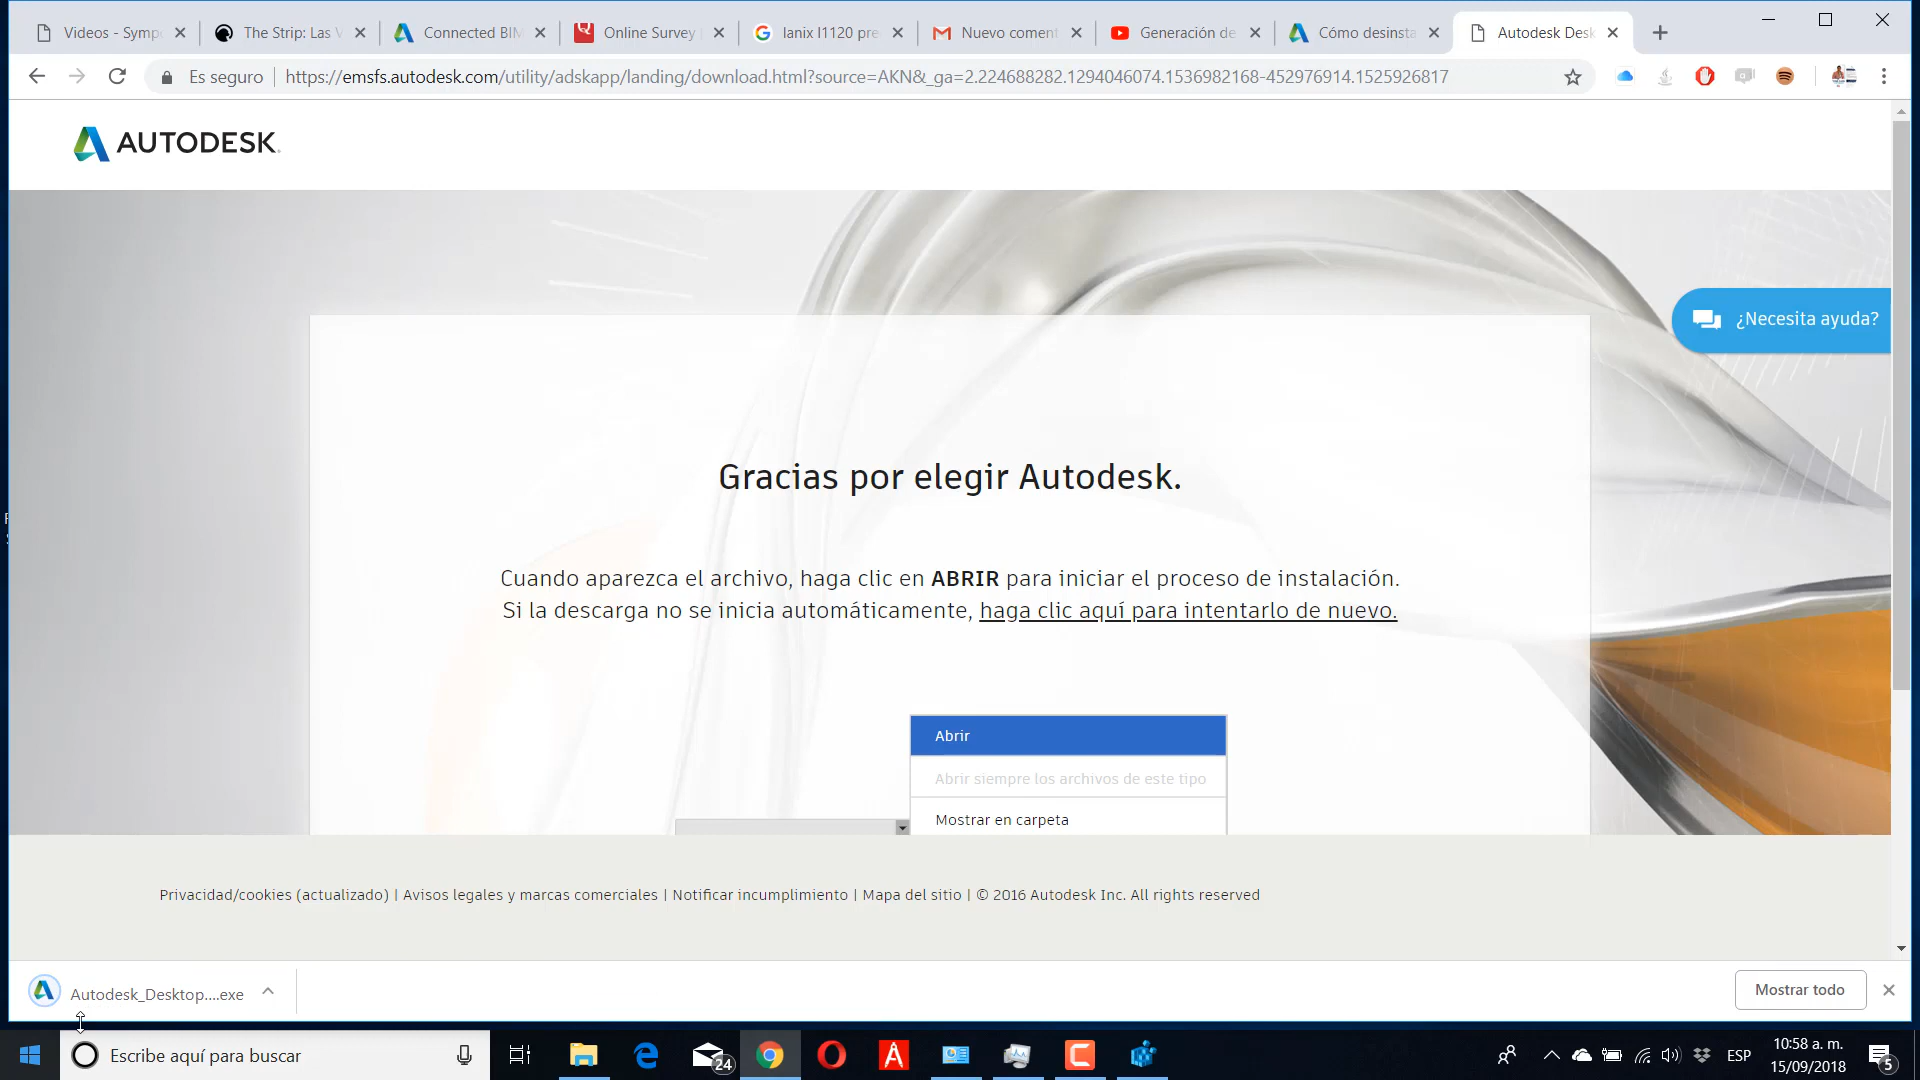 Videos - Symp
The Strip: Las V
Connected BIM
Online Survey
lanix l1120 pre
Nuevo coment
Generación de
Cómo desinsta
Autodesk Desk
Es seguro
https://emsfs.autodesk.com/utility/adskapp/landing/download.html?source=AKN&_ga=2.224688282.1294046074.1536982168-452976914.1525926817
AUTODESK.
¿Necesita ayuda?
Gracias por elegir Autodesk.
Cuando aparezca el archivo, haga clic en ABRIR para iniciar el proceso de instalación.
Si la descarga no se inicia automáticamente, haga clic aquí para intentarlo de nuevo.
Abrir
Abrir siempre los archivos de este tipo
Mostrar en carpeta
Privacidad/cookies (actualizado) | Avisos legales y marcas comerciales | Notificar incumplimiento | Mapa del sitio | © 2016 Autodesk Inc. All rights reserved
Autodesk_Desktop....exe
Mostrar todo
Escribe aquí para buscar
24
ESP
10:58 a. m.
15/09/2018
5